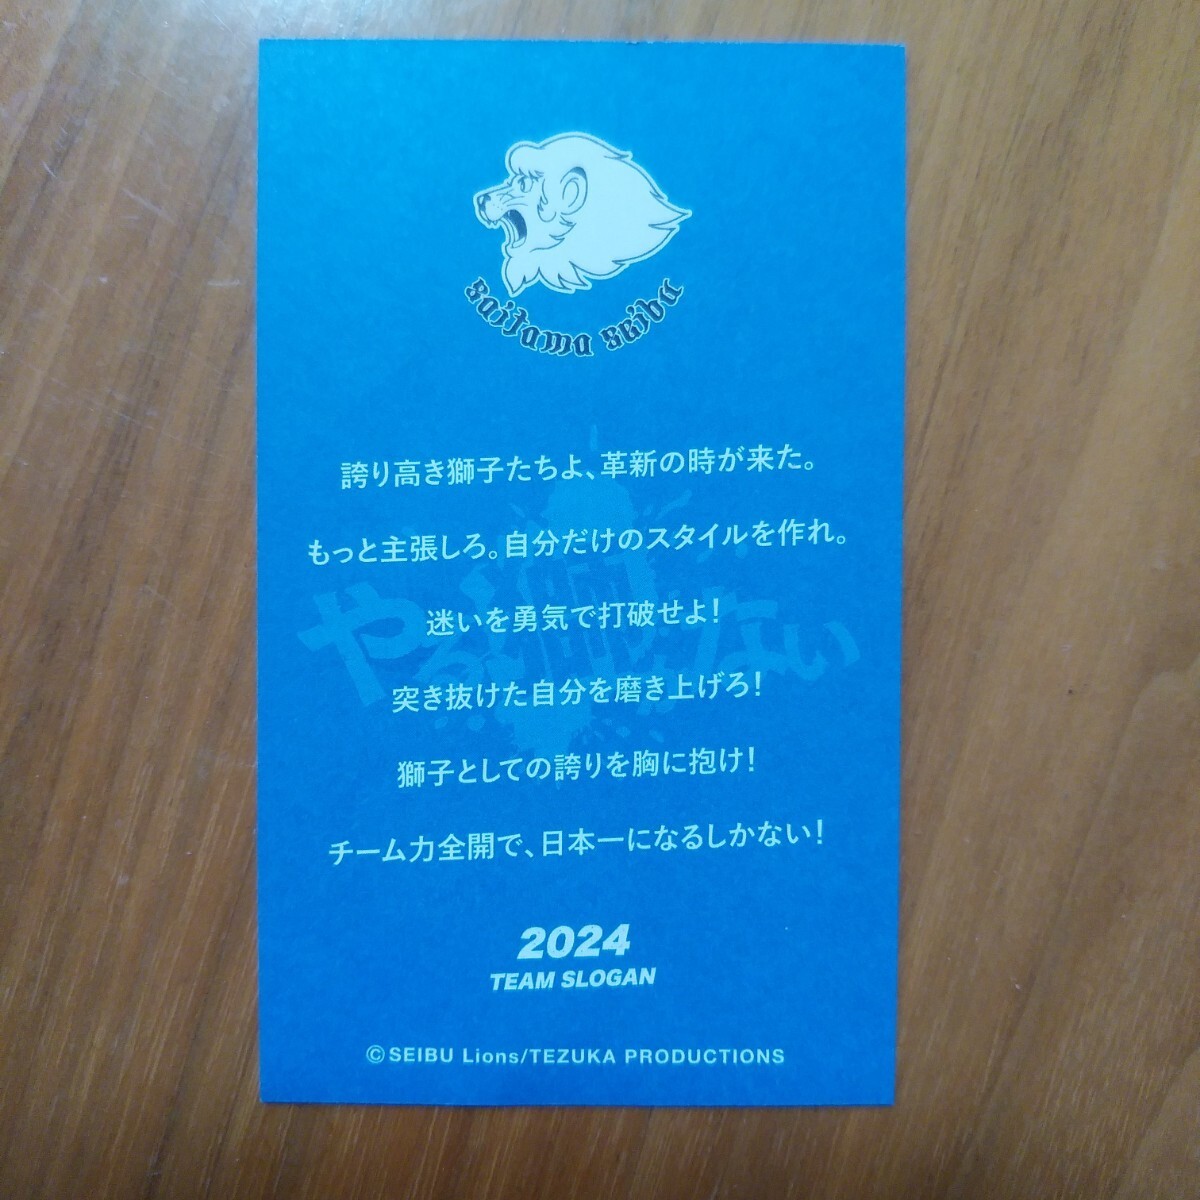 saitama seibu
誇り高き獅子たちよ、革新の時が来た。
もっと主張しろ。自分だけのスタイルを作れ。
迷いを勇気で打破せよ！
突き抜けた自分を磨き上げろ！
獅子としての誇りを胸に抱け！
チーム力全開で、日本一になるしかない！
2024
TEAM SLOGAN
©SEIBU Lions/TEZUKA PRODUCTIONS